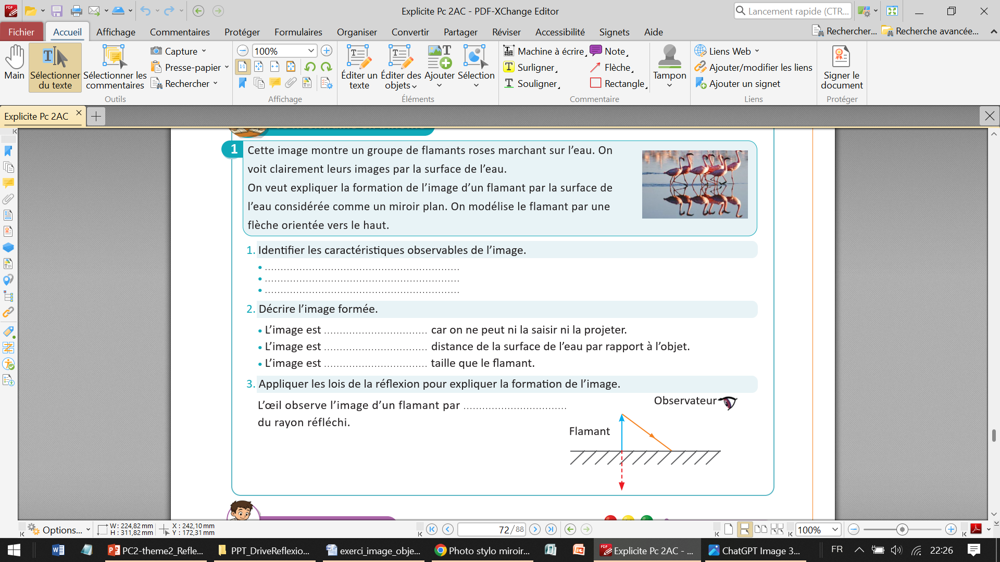 Explicite Pc 2AC - PDF-XChange Editor
Lancement rapide (CTR...
Fichier Accueil Affichage Commentaires Protéger Formulaires Organiser Convertir Partager Réviser Accessibilité Signets Aide Rechercher... Recherche avancée...
Main
Sélectionner du texte
Sélectionner les commentaires
Capture
Presse-papier
Rechercher
Outils
100%
Affichage
Éditer un texte
Éditer des objets
Ajouter
Sélection
Éléments
Machine à écrire
Surligner
Souligner
Note
Flèche
Rectangle
Commentaire
Tampon
Liens Web
Ajouter/modifier les liens
Ajouter un signet
Liens
Signer le document
Protéger
Explicite Pc 2AC
1
Cette image montre un groupe de flamants roses marchant sur l’eau. On
voit clairement leurs images par la surface de l’eau.
On veut expliquer la formation de l’image d’un flamant par la surface de
l’eau considérée comme un miroir plan. On modélise le flamant par une
flèche orientée vers le haut.
1. Identifier les caractéristiques observables de l’image.
• ..............................................................
• ..............................................................
• ..............................................................
2. Décrire l’image formée.
• L’image est ................................. car on ne peut ni la saisir ni la projeter.
• L’image est ................................. distance de la surface de l’eau par rapport à l’objet.
• L’image est ................................. taille que le flamant.
3. Appliquer les lois de la réflexion pour expliquer la formation de l’image.
L’œil observe l’image d’un flamant par .................................
du rayon réfléchi.
Observateur
Flamant
Options...
W : 224,82 mm
H : 311,82 mm
X : 242,10 mm
Y : 172,31 mm
72 / 88
100%
PC2-theme2_Refle...
PPT_DriveReflexio...
exerci_image_obje...
Photo stylo miroir...
Explicite Pc 2AC - ...
ChatGPT Image 3...
FR
22:26